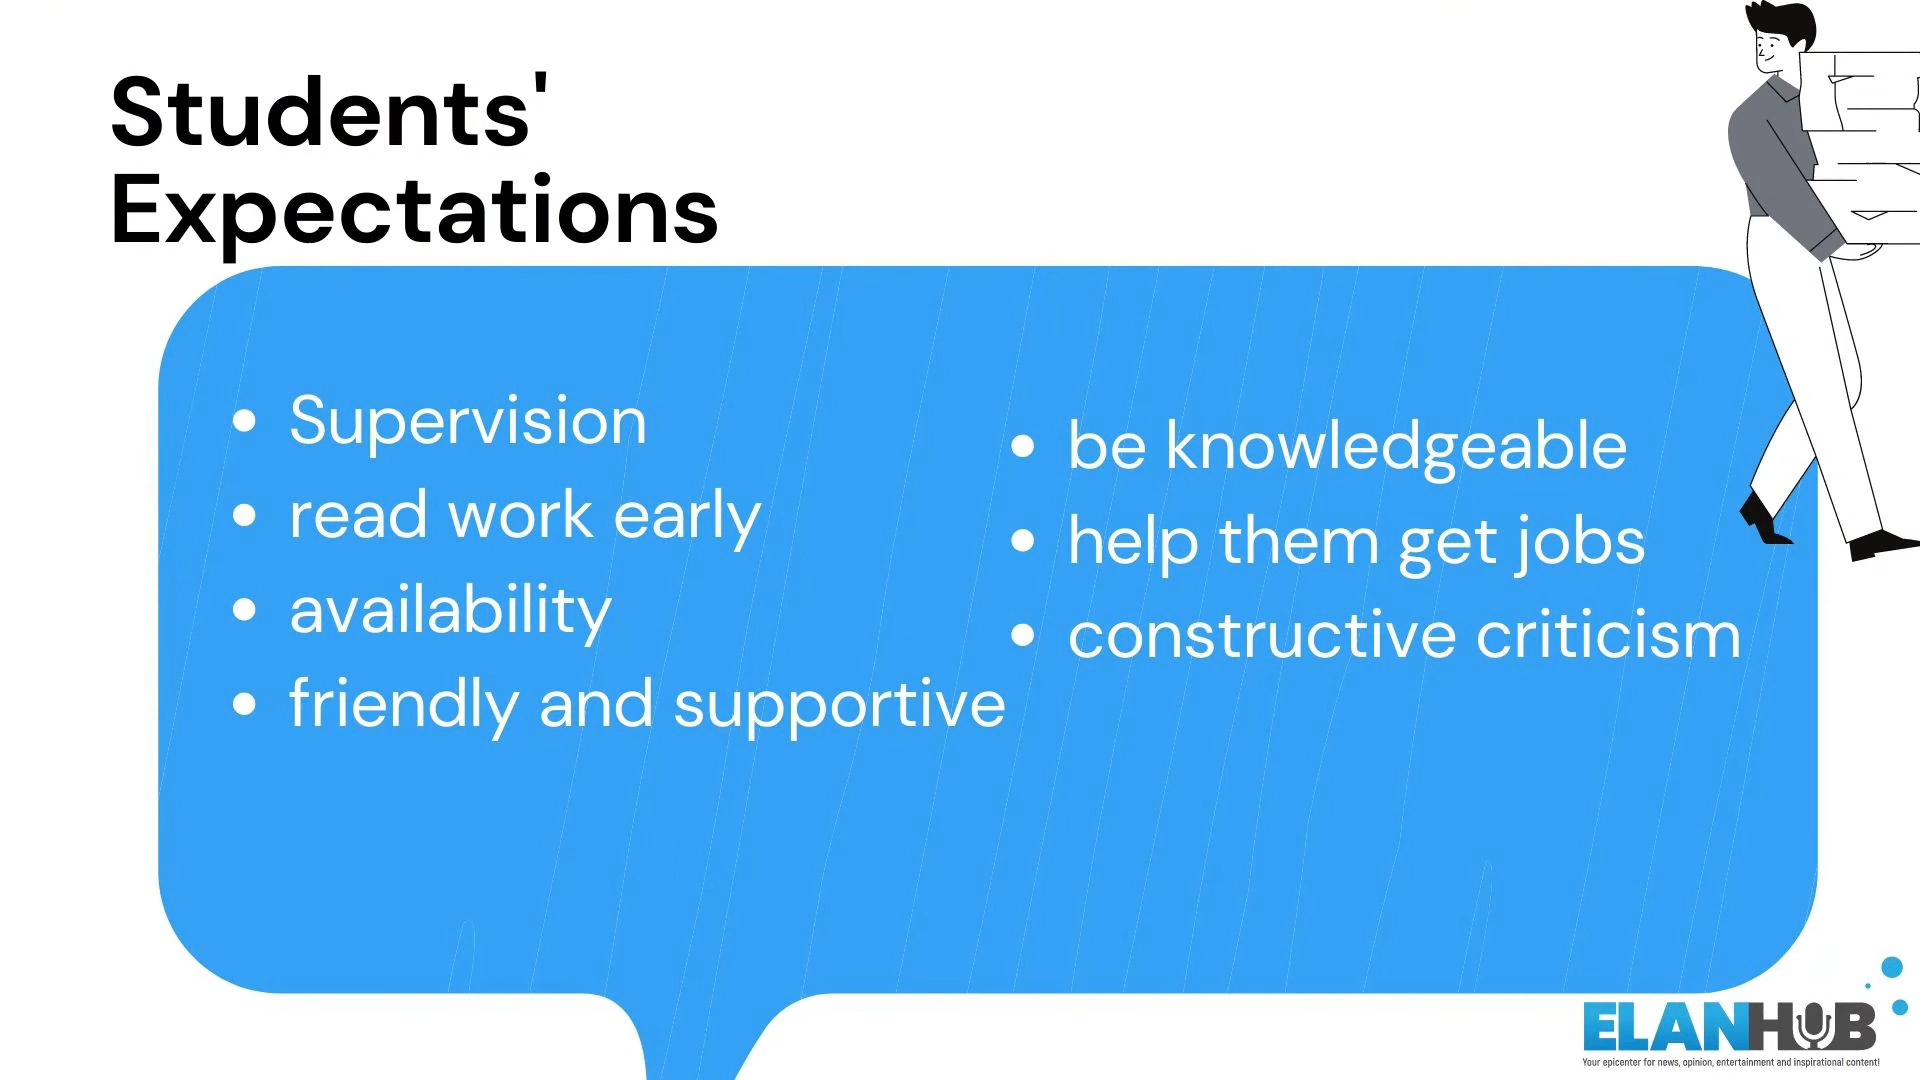 Students'
Expectations
• Supervision
• read work early
• availability
• friendly and supportive
• be knowledgeable
• help them get jobs
• constructive criticism
ELANHUB
Your epicenter for news, opinion, entertainment and inspirational content!